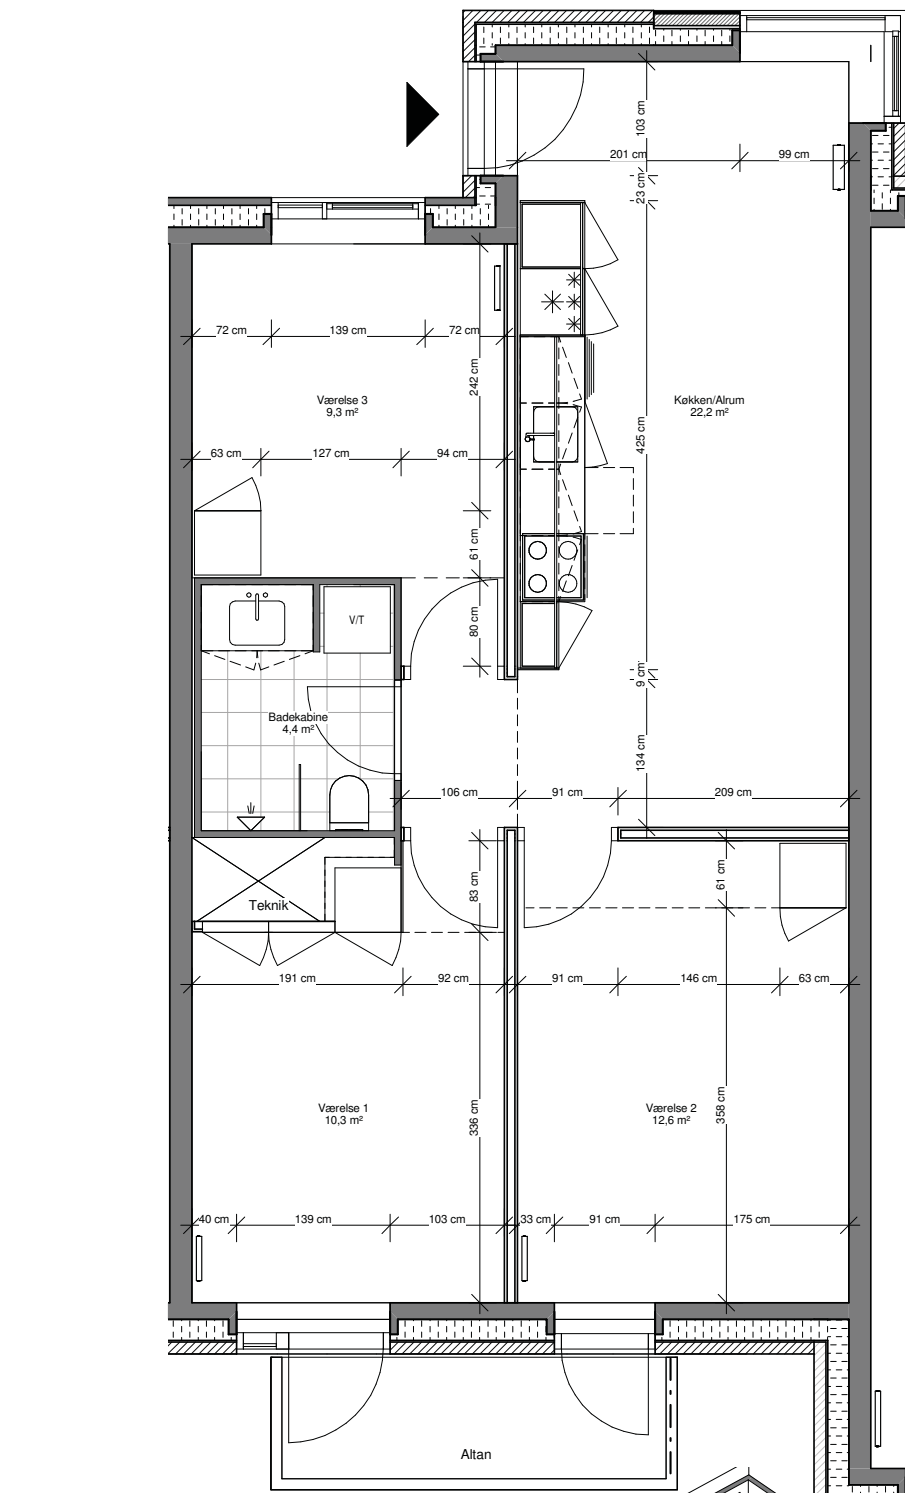 103 cm
201 cm
99 cm
23 cm
72 cm
139 cm
72 cm
242 cm
Værelse 3
9,3 m²
Køkken/Alrum
22,2 m²
425 cm
63 cm
127 cm
94 cm
61 cm
80 cm
V/T
9 cm
Badekabine
4,4 m²
134 cm
106 cm
91 cm
209 cm
83 cm
61 cm
Teknik
191 cm
92 cm
91 cm
146 cm
63 cm
Værelse 1
10,3 m²
336 cm
Værelse 2
12,6 m²
358 cm
40 cm
139 cm
103 cm
33 cm
91 cm
175 cm
Altan